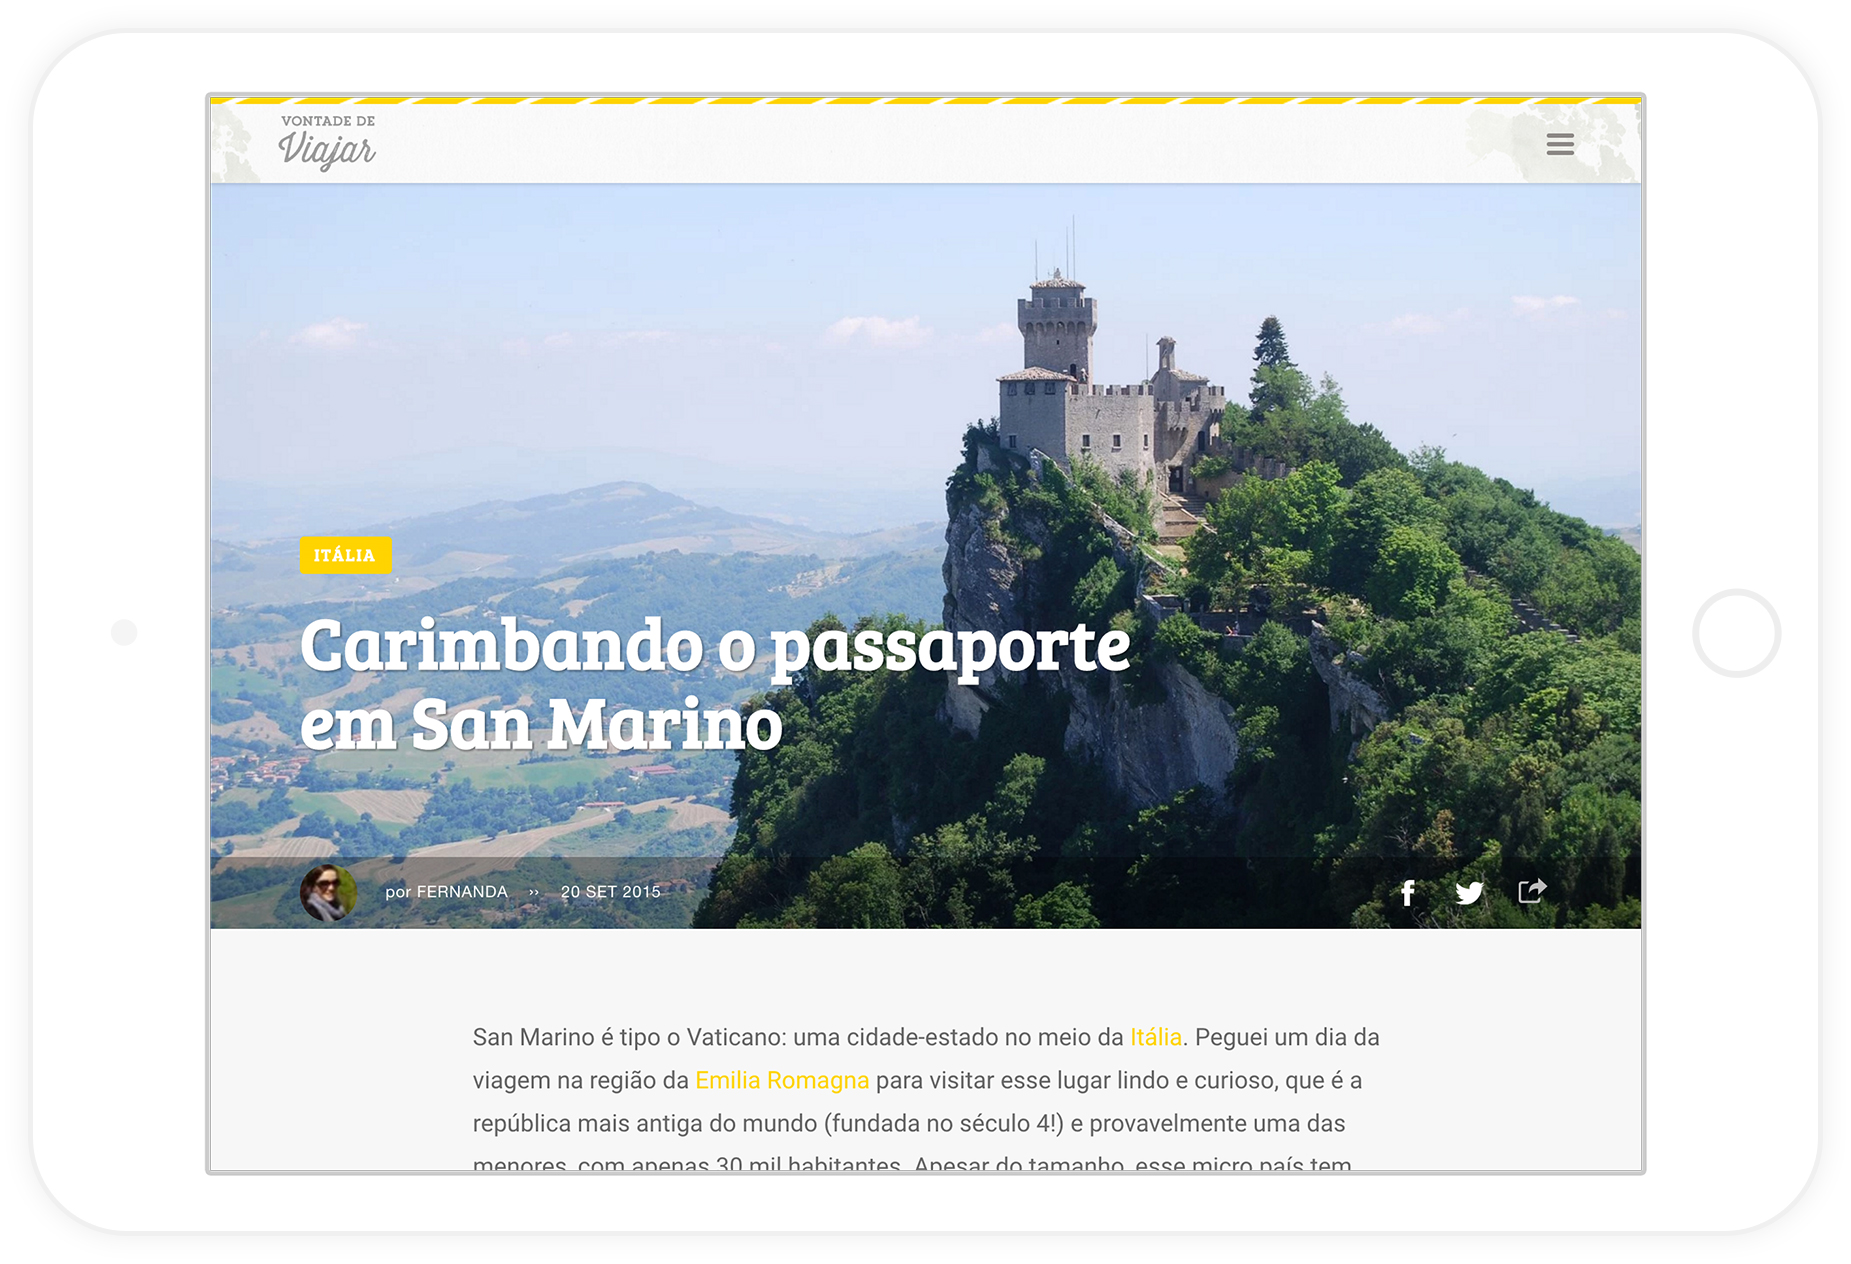 VONTADE DE
Viajar
ITÁLIA
Carimbando o passaporte
em San Marino
por FERNANDA ›› 20 SET 2015
San Marino é tipo o Vaticano: uma cidade-estado no meio da Itália. Peguei um dia da
viagem na região da Emilia Romagna para visitar esse lugar lindo e curioso, que é a
república mais antiga do mundo (fundada no século 4!) e provavelmente uma das
menores, com apenas 30 mil habitantes. Apesar do tamanho, esse micro país tem